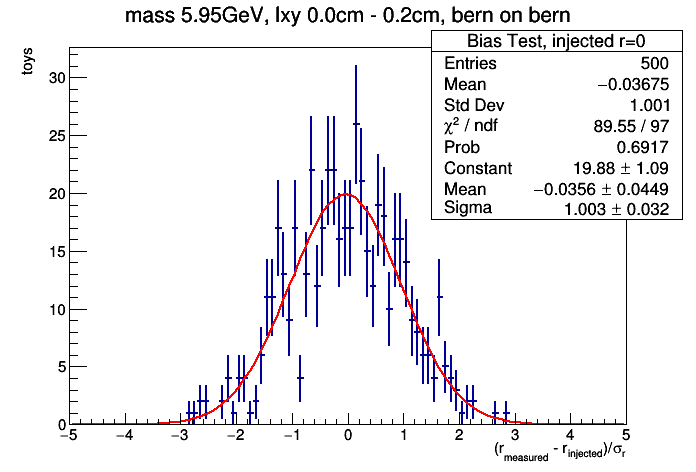 mass 5.95GeV, lxy 0.0cm - 0.2cm, bern on bern
toys
Bias Test, injected r=0
Entries 500
Mean −0.03675
Std Dev 1.001
χ² / ndf 89.55 / 97
Prob 0.6917
Constant 19.88 ± 1.09
Mean −0.0356 ± 0.0449
Sigma 1.003 ± 0.032
30
25
20
15
10
5
0
−5 −4 −3 −2 −1 0 1 2 3 4 5
(r_measured - r_injected)/σ_r